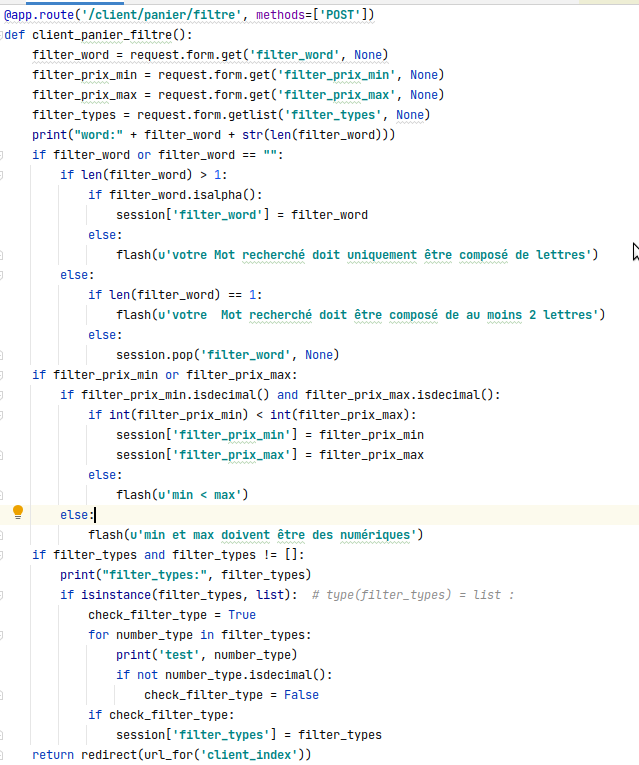 @app.route('/client/panier/filtre', methods=['POST'])
def client_panier_filtre():
    filter_word = request.form.get('filter_word', None)
    filter_prix_min = request.form.get('filter_prix_min', None)
    filter_prix_max = request.form.get('filter_prix_max', None)
    filter_types = request.form.getlist('filter_types', None)
    print("word:" + filter_word + str(len(filter_word)))
    if filter_word or filter_word == "":
        if len(filter_word) > 1:
            if filter_word.isalpha():
                session['filter_word'] = filter_word
            else:
                flash(u'votre Mot recherché doit uniquement être composé de lettres')
        else:
            if len(filter_word) == 1:
                flash(u'votre  Mot recherché doit être composé de au moins 2 lettres')
            else:
                session.pop('filter_word', None)
    if filter_prix_min or filter_prix_max:
        if filter_prix_min.isdecimal() and filter_prix_max.isdecimal():
            if int(filter_prix_min) < int(filter_prix_max):
                session['filter_prix_min'] = filter_prix_min
                session['filter_prix_max'] = filter_prix_max
            else:
                flash(u'min < max')
        else:
            flash(u'min et max doivent être des numériques')
    if filter_types and filter_types != []:
        print("filter_types:", filter_types)
        if isinstance(filter_types, list):  # type(filter_types) = list :
            check_filter_type = True
            for number_type in filter_types:
                print('test', number_type)
                if not number_type.isdecimal():
                    check_filter_type = False
            if check_filter_type:
                session['filter_types'] = filter_types
    return redirect(url_for('client_index'))